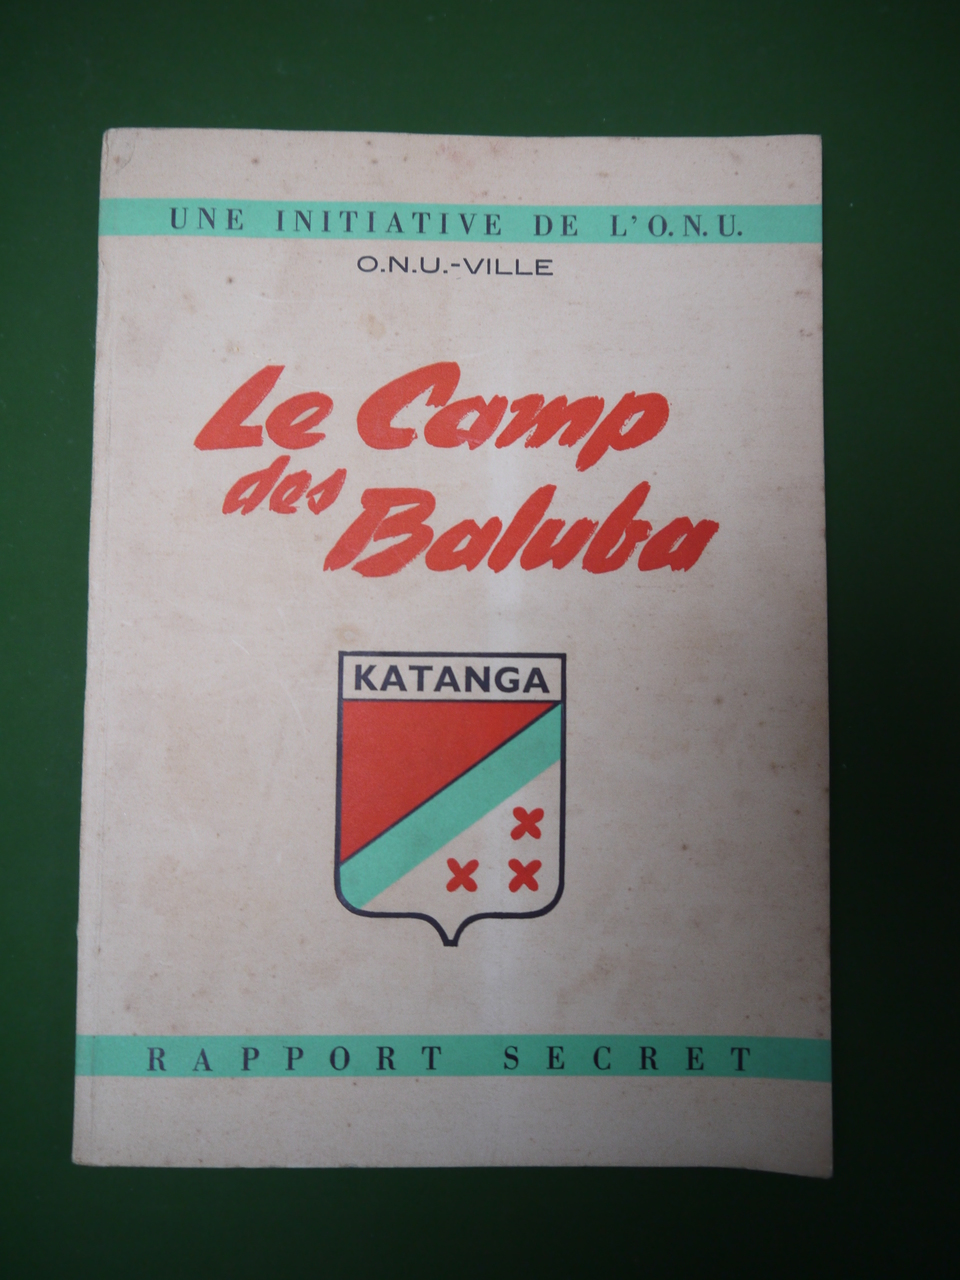 UNE INITIATIVE DE L'O.N.U.
O.N.U.-VILLE
Le Camp
des Baluba
KATANGA
RAPPORT SECRET